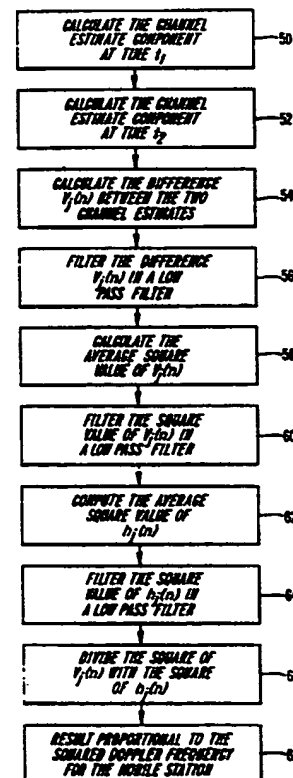 CALCULATE THE CHANNEL
ESTIMATE COMPONENT
AT TIME t₁
50
CALCULATE THE CHANNEL
ESTIMATE COMPONENT
AT TIME t₂
52
CALCULATE THE DIFFERENCE
Vj(n) BETWEEN THE TWO
CHANNEL ESTIMATES
54
FILTER THE DIFFERENCE
Vj(n) IN A LOW
PASS FILTER
56
CALCULATE THE
AVERAGE SQUARE
VALUE OF Vj(n)
58
FILTER THE SQUARE
VALUE OF Vj(n) IN
A LOW PASS FILTER
60
COMPUTE THE AVERAGE
SQUARE VALUE OF
hj(n)
62
FILTER THE SQUARE
VALUE OF hj(n) IN
A LOW PASS FILTER
6
DIVIDE THE SQUARE OF
Vj(n) WITH THE SQUARE
OF hj(n)
6
RESULT PROPORTIONAL TO THE
SQUARED DOPPLER FREQUENCY
FOR THE MOBILE STATION
6